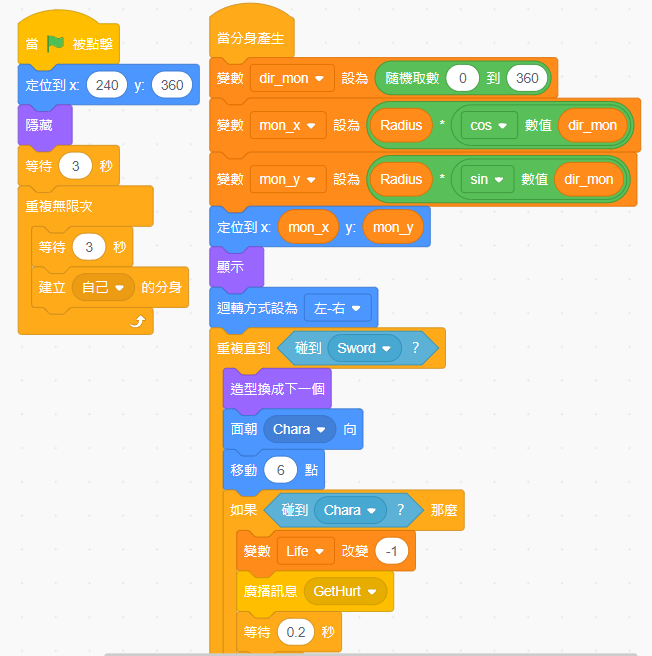 當 被點擊
定位到 x: 240 y: 360
隱藏
等待 3 秒
重複無限次
等待 3 秒
建立 自己 的分身
當分身產生
變數 dir_mon 設為 隨機取數 0 到 360
變數 mon_x 設為 Radius * cos 數值 dir_mon
變數 mon_y 設為 Radius * sin 數值 dir_mon
定位到 x: mon_x y: mon_y
顯示
迴轉方式設為 左-右
重複直到 碰到 Sword ?
造型換成下一個
面朝 Chara 向
移動 6 點
如果 碰到 Chara ? 那麼
變數 Life 改變 -1
廣播訊息 GetHurt
等待 0.2 秒